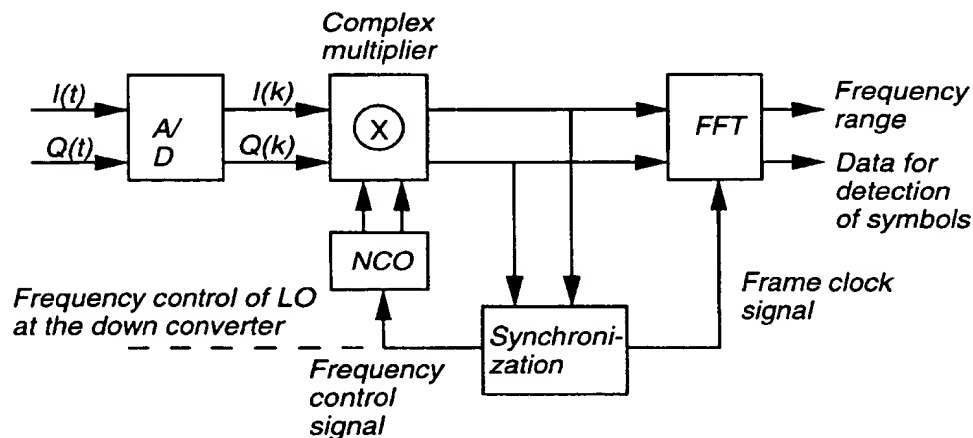 Complex
multiplier
I(t)
I(k)
Q(t)
Q(k)
A/
D
X
FFT
Frequency
range
Data for
detection
of symbols
NCO
Frequency control of LO
at the down converter
Frame clock
signal
Synchroni-
zation
Frequency
control
signal